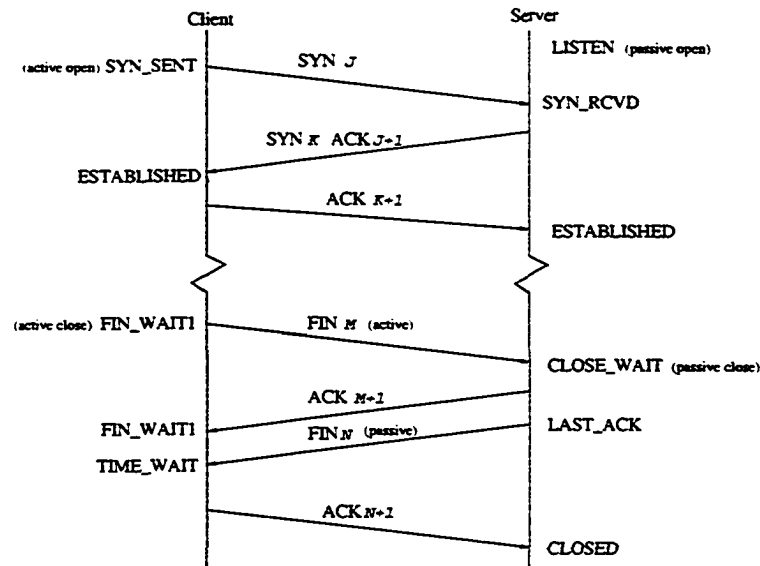 Client
Server
LISTEN (passive open)
(active open) SYN_SENT
SYN J
SYN_RCVD
SYN K ACK J+1
ESTABLISHED
ACK K+1
ESTABLISHED
(active close) FIN_WAIT1
FIN M (active)
CLOSE_WAIT (passive close)
ACK M+1
FIN_WAIT1
LAST_ACK
FIN N (passive)
TIME_WAIT
ACK N+1
CLOSED